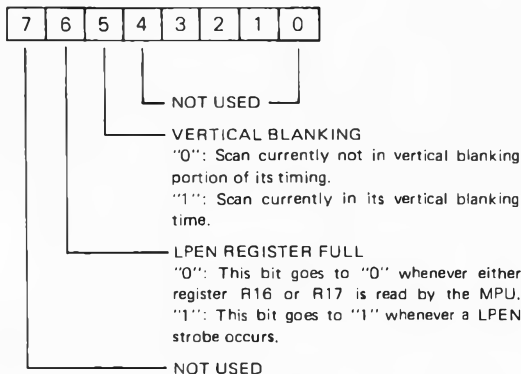 7 6 5 4 3 2 1 0
NOT USED
VERTICAL BLANKING
"0": Scan currently not in vertical blanking
portion of its timing.
"1": Scan currently in its vertical blanking
time.
LPEN REGISTER FULL
"0": This bit goes to "0" whenever either
register R16 or R17 is read by the MPU.
"1": This bit goes to "1" whenever a LPEN
strobe occurs.
NOT USED